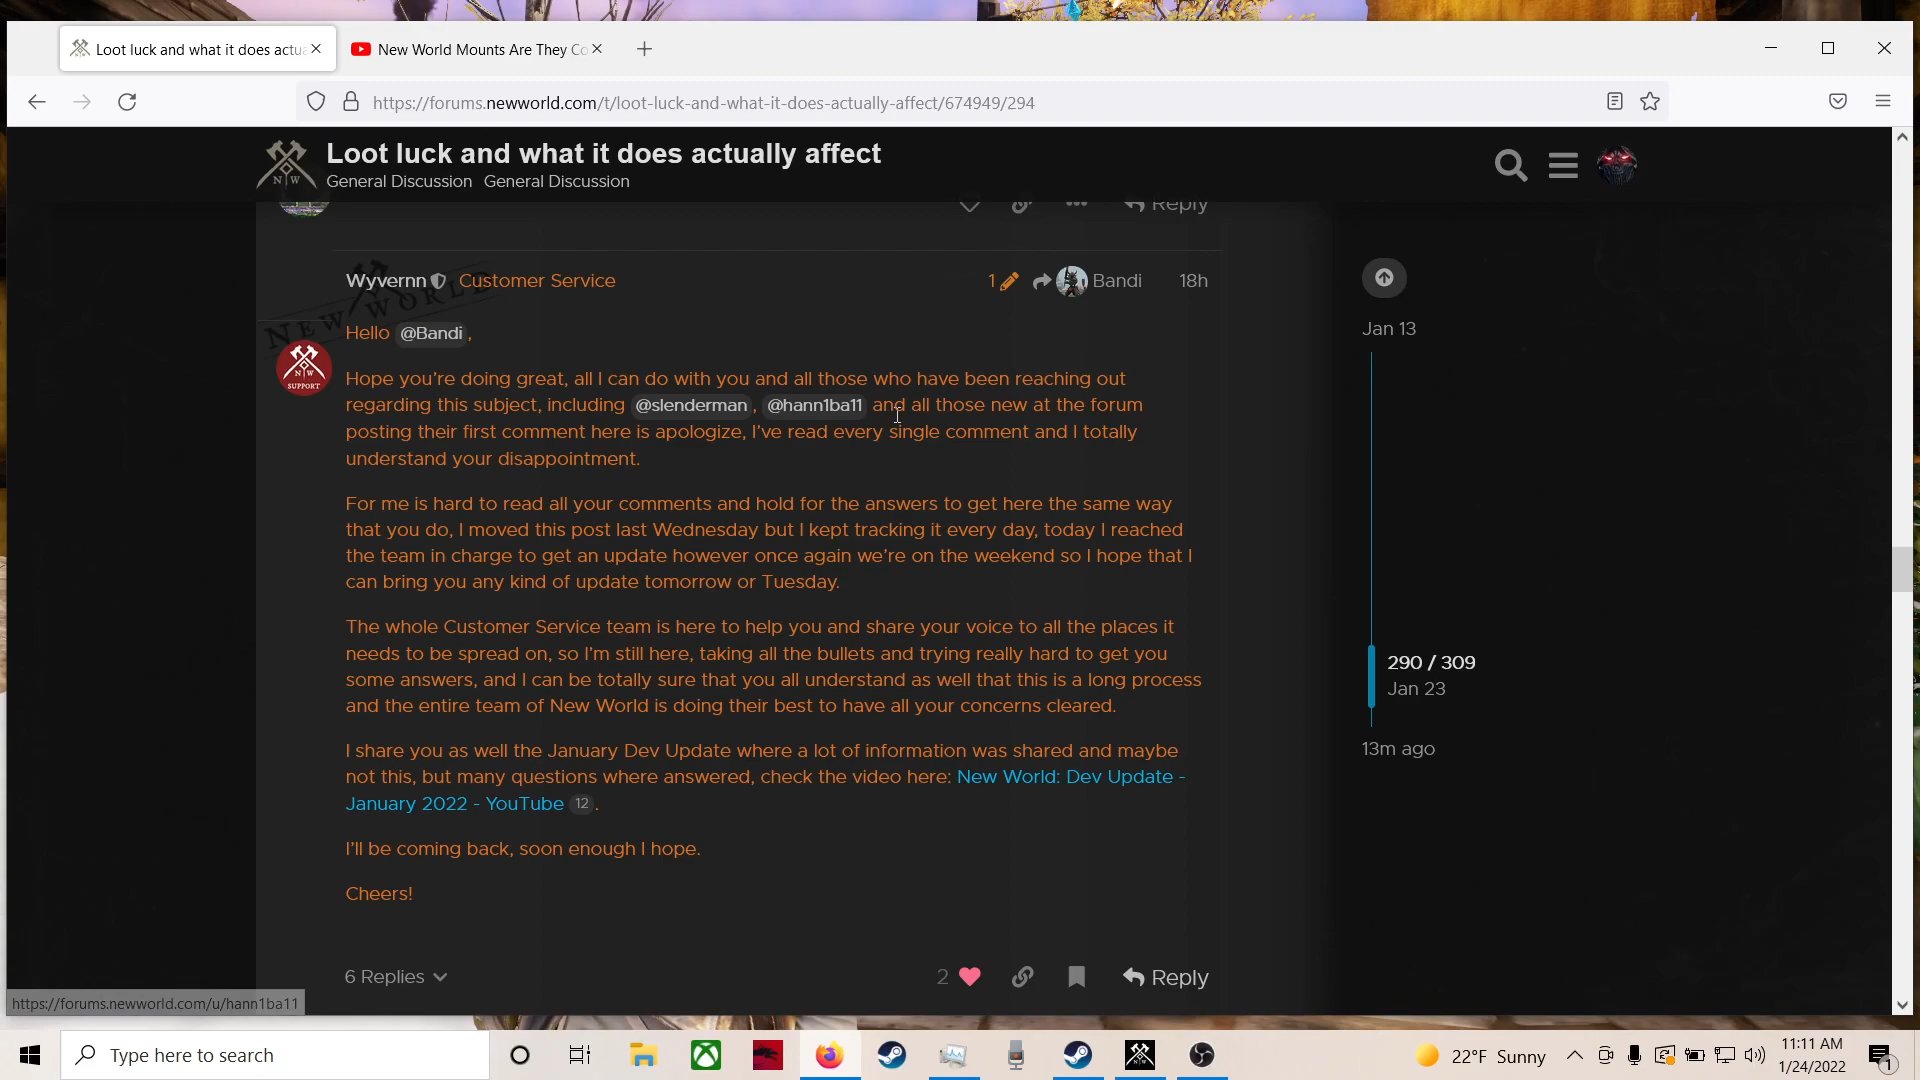 Loot luck and what it does actua
New World Mounts Are They Co
https://forums.newworld.com/t/loot-luck-and-what-it-does-actually-affect/674949/294
Loot luck and what it does actually affect
General Discussion General Discussion
Reply
Wyvernn Customer Service
1 Bandi 18h
NEW WORLD
Hello @Bandi,
Hope you're doing great, all I can do with you and all those who have been reaching out
regarding this subject, including @slenderman, @hann1ba11 and all those new at the forum
posting their first comment here is apologize, I've read every single comment and I totally
understand your disappointment.
For me is hard to read all your comments and hold for the answers to get here the same way
that you do, I moved this post last Wednesday but I kept tracking it every day, today I reached
the team in charge to get an update however once again we're on the weekend so I hope that I
can bring you any kind of update tomorrow or Tuesday.
The whole Customer Service team is here to help you and share your voice to all the places it
needs to be spread on, so I'm still here, taking all the bullets and trying really hard to get you
some answers, and I can be totally sure that you all understand as well that this is a long process
and the entire team of New World is doing their best to have all your concerns cleared.
I share you as well the January Dev Update where a lot of information was shared and maybe
not this, but many questions where answered, check the video here: New World: Dev Update -
January 2022 - YouTube 12.
I'll be coming back, soon enough I hope.
Cheers!
6 Replies
2 Reply
N W
SUPPORT
Jan 13
290 / 309
Jan 23
13m ago
https://forums.newworld.com/u/hann1ba11
Type here to search
22°F Sunny
11:11 AM
1/24/2022
1